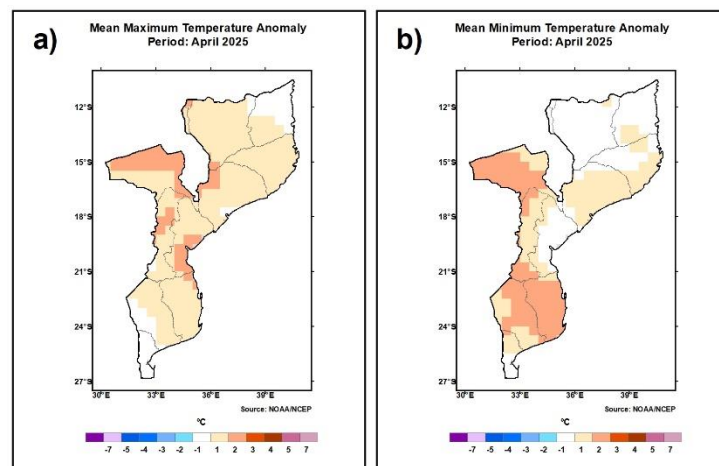 a)
Mean Maximum Temperature Anomaly
Period: April 2025
12°S
15°S
18°S
21°S
24°S
27°S
30°E 33°E 36°E 39°E
Source: NOAA/NCEP
°C
-7 -5 -4 -3 -2 -1 1 2 3 4 5 7
b)
Mean Minimum Temperature Anomaly
Period: April 2025
12°S
15°S
18°S
21°S
24°S
27°S
30°E 33°E 36°E 39°E
Source: NOAA/NCEP
°C
-7 -5 -4 -3 -2 -1 1 2 3 4 5 7